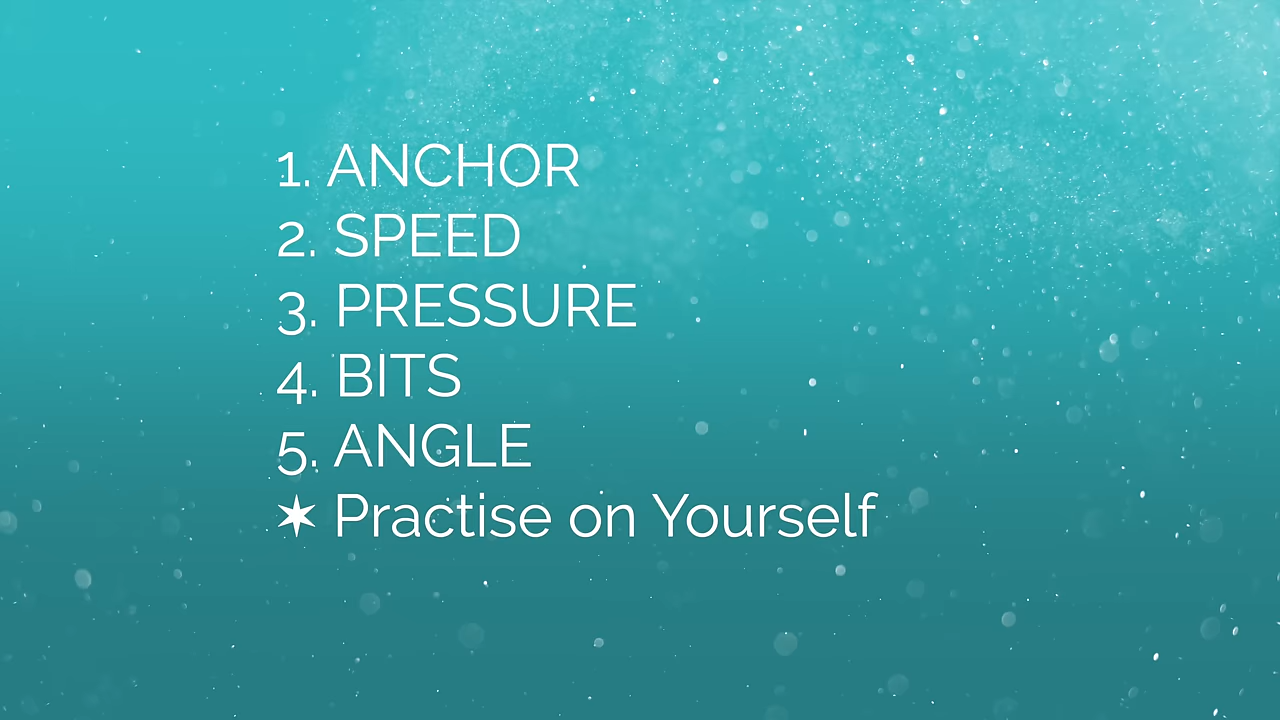 1. ANCHOR
2. SPEED
3. PRESSURE
4. BITS
5. ANGLE
✶ Practise on Yourself